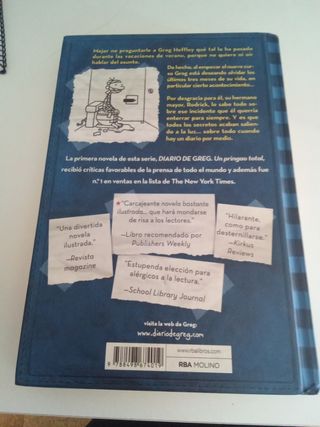 Mejor no preguntarle a Greg Heffley qué tal le ha pasado
durante las vacaciones de verano, porque no quiere ni oír
hablar del asunto.
De hecho, al empezar el nuevo cur-
so Greg está deseando olvidar los
últimos tres meses de su vida, en
particular cierto acontecimiento...
Por desgracia para él, su hermano
mayor, Rodrick, lo sabe todo so-
bre ese incidente que él querría
enterrar para siempre. Y es que
todos los secretos acaban salien-
do a la luz... sobre todo cuando
hay un diario por medio.
La primera novela de esta serie, DIARIO DE GREG. Un pringao total,
recibió críticas favorables de la prensa de todo el mundo y además fue
n.º 1 en ventas en la lista de The New York Times.
"Una divertida
novela
ilustrada."
—Revista
magazine
"Carcajeante novela bastante
ilustrada... que hará mondarse
de risa a los lectores."
—Libro recomendado por
Publishers Weekly
"Hilarante,
como para
desternillarse."
—Kirkus
Reviews
"Estupenda elección para
alérgicos a la lectura."
—School Library Journal
visita la web de Greg:
www.diariodegreg.com
9 788498 674019
www.rbalibros.com
RBA MOLINO